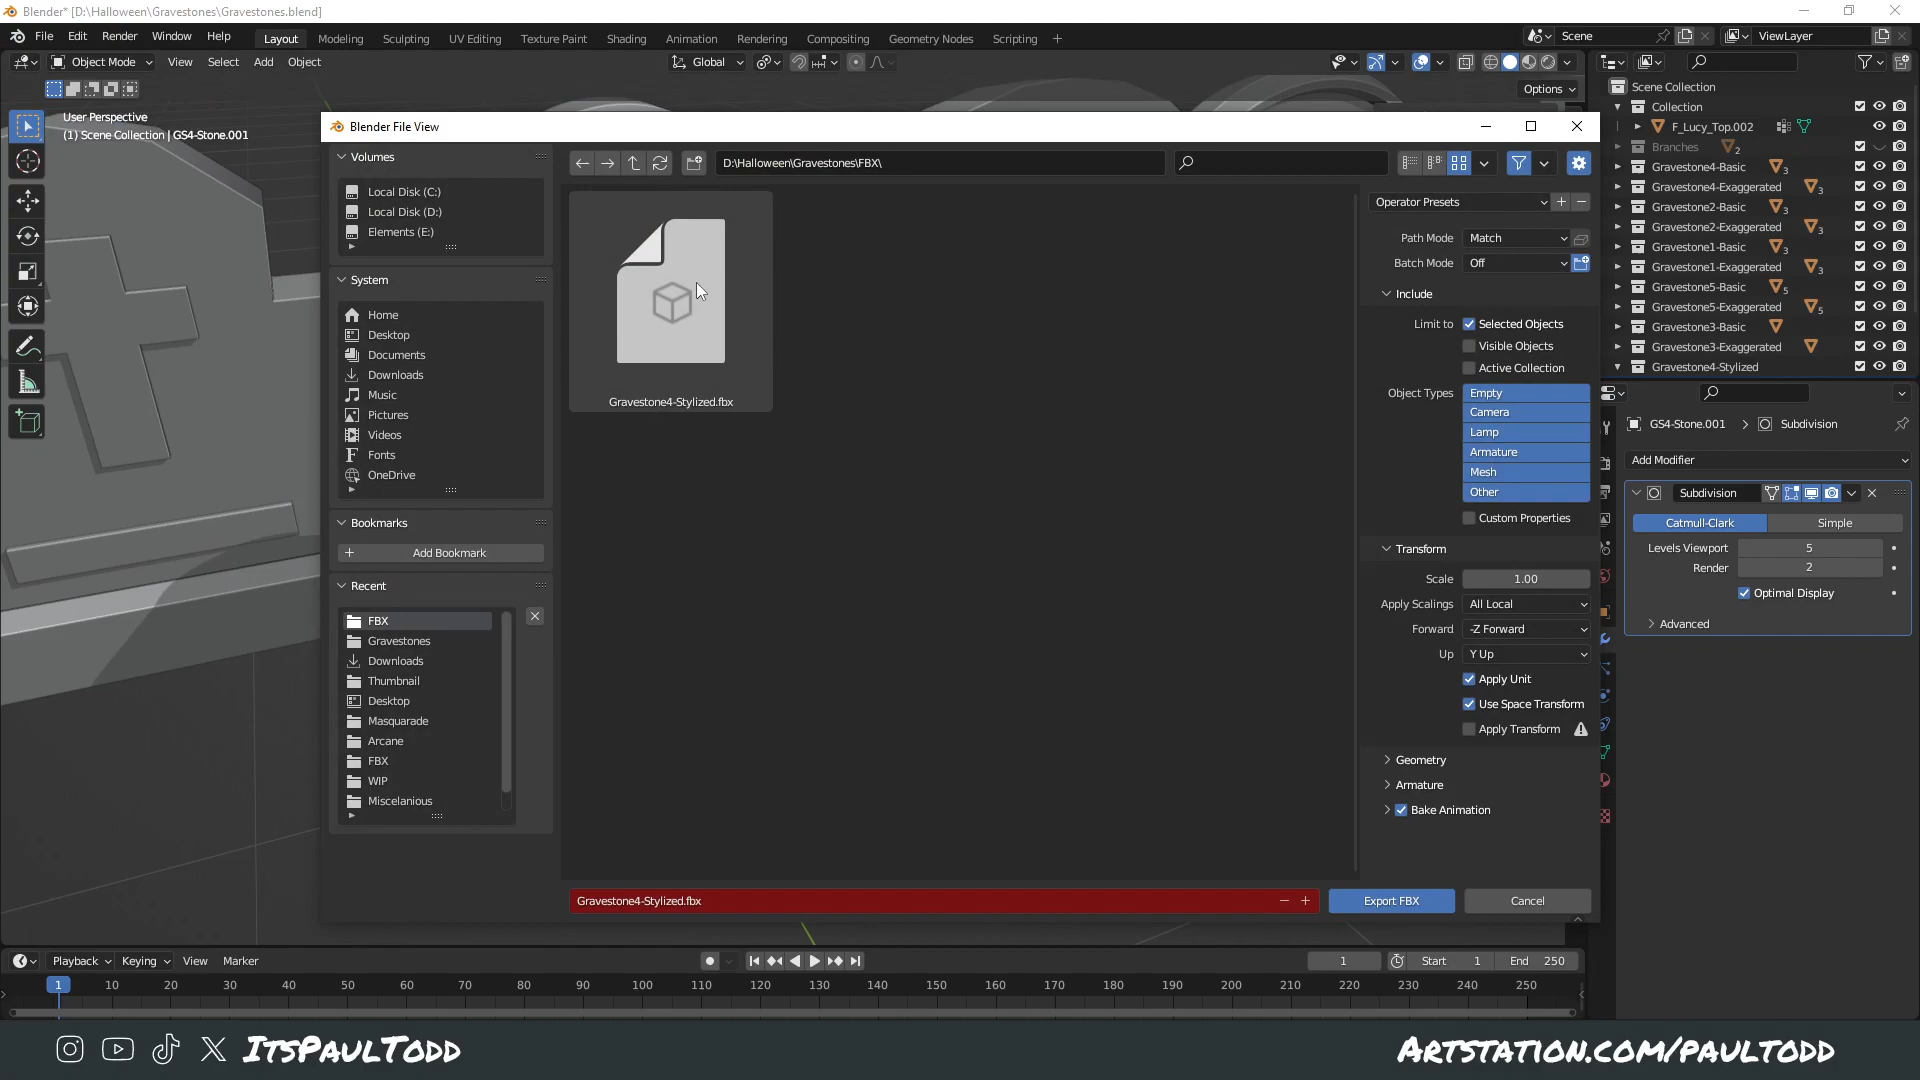 Blender* [D:\Halloween\Gravestones\Gravestones.blend]
File Edit Render Window Help Layout Modeling Sculpting UV Editing Texture Paint Shading Animation Rendering Compositing Geometry Nodes Scripting + Scene ViewLayer
Object Mode View Select Add Object Global
Options
User Perspective
(1) Scene Collection | GS4-Stone.001
Blender File View
Volumes
Local Disk (C:)
Local Disk (D:)
Elements (E:)
System
Home
Desktop
Documents
Downloads
Music
Pictures
Videos
Fonts
OneDrive
Bookmarks
Add Bookmark
Recent
FBX
Gravestones
Downloads
Thumbnail
Desktop
Masquarade
Arcane
FBX
WIP
Miscelanious
D:\Halloween\Gravestones\FBX\
Gravestone4-Stylized.fbx
Operator Presets
Path Mode Match
Batch Mode Off
Include
Limit to Selected Objects
Visible Objects
Active Collection
Object Types Empty
Camera
Lamp
Armature
Mesh
Other
Custom Properties
Transform
Scale 1.00
Apply Scalings All Local
Forward -Z Forward
Up Y Up
Apply Unit
Use Space Transform
Apply Transform
Geometry
Armature
Bake Animation
Gravestone4-Stylized.fbx
Export FBX Cancel
Scene Collection
Collection
F_Lucy_Top.002
Branches 2
Gravestone4-Basic 3
Gravestone4-Exaggerated 3
Gravestone2-Basic 3
Gravestone2-Exaggerated 3
Gravestone1-Basic 3
Gravestone1-Exaggerated 3
Gravestone5-Basic 5
Gravestone5-Exaggerated 5
Gravestone3-Basic
Gravestone3-Exaggerated
Gravestone4-Stylized
GS4-Stone.001 > Subdivision
Add Modifier
Subdivision
Catmull-Clark Simple
Levels Viewport 5
Render 2
Optimal Display
Advanced
Playback Keying View Marker 1 Start 1 End 250
1 10 20 30 40 50 60 70 80 90 100 110 120 130 140 150 160 170 180 190 200 210 220 230 240 250
ItsPaulTodd
Artstation.com/paultodd